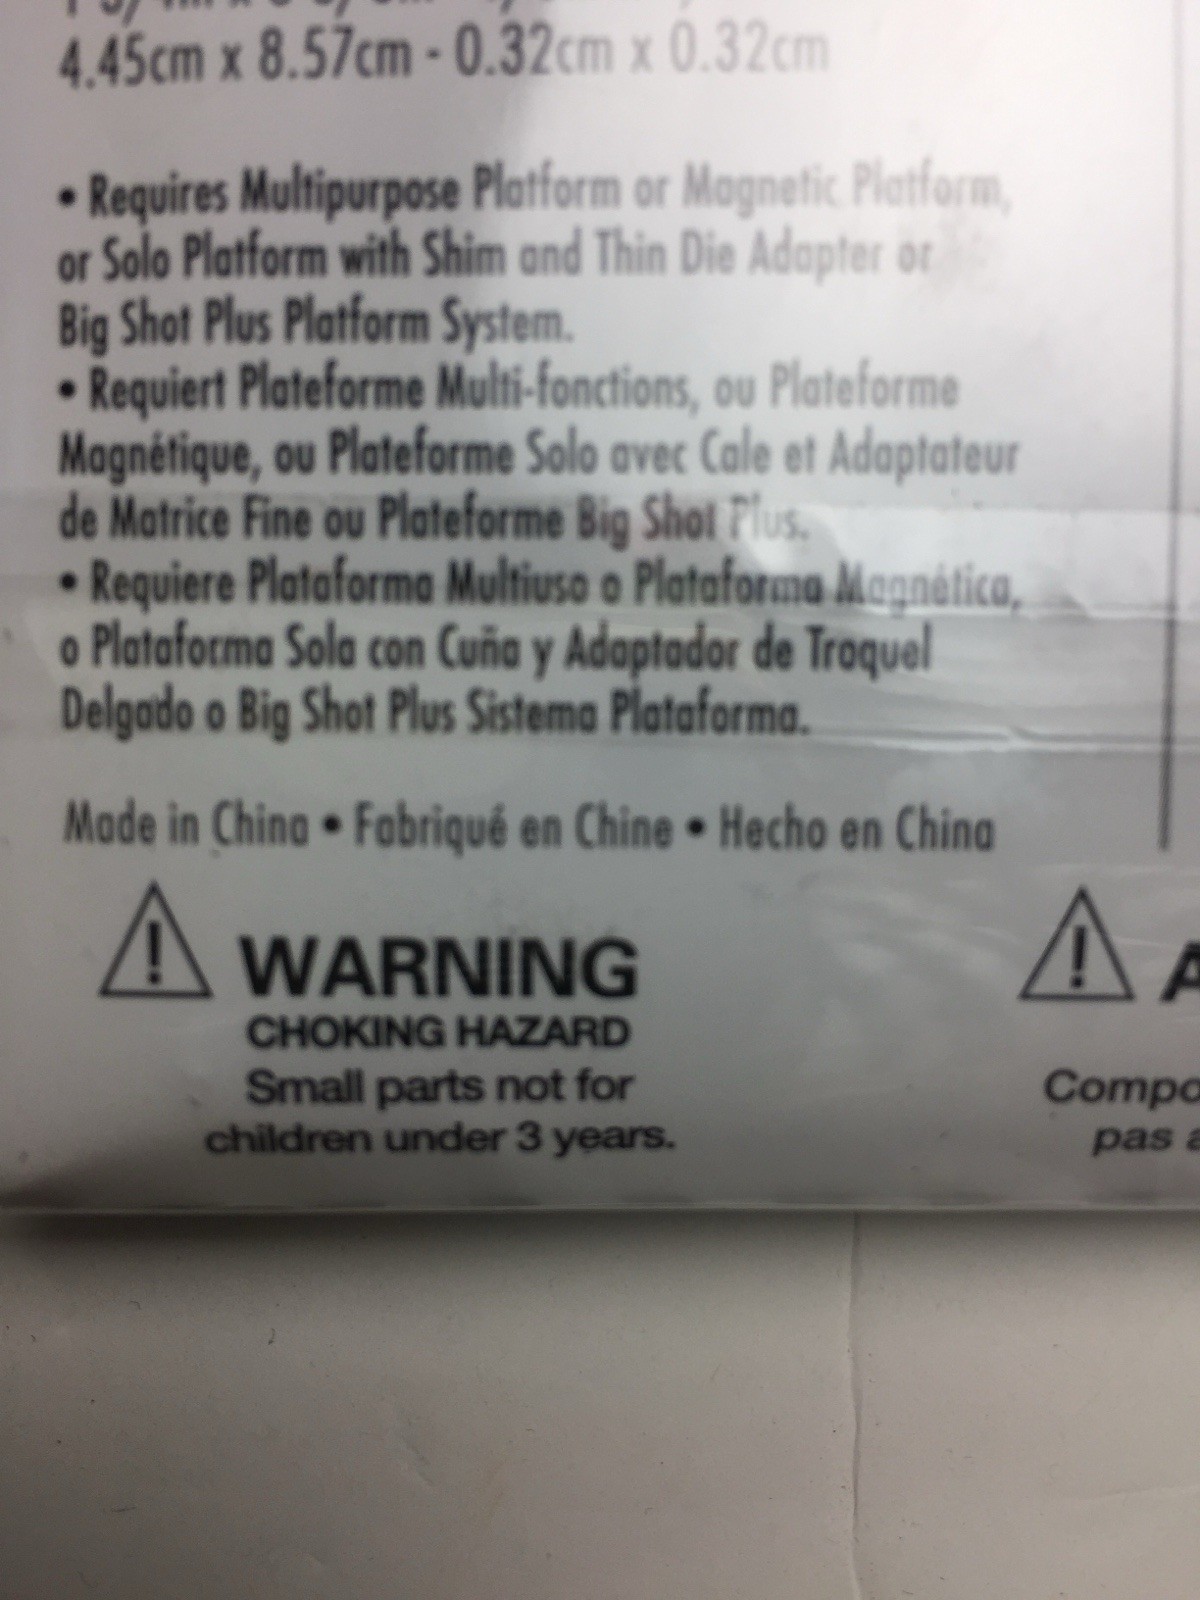 4.45cm x 8.57cm - 0.32cm x 0.32cm
• Requires Multipurpose Platform or Magnetic Platform,
or Solo Platform with Shim and Thin Die Adapter or
Big Shot Plus Platform System.
• Requiert Plateforme Multi-fonctions, ou Plateforme
Magnétique, ou Plateforme Solo avec Cale et Adaptateur
de Matrice Fine ou Plateforme Big Shot Plus.
• Requiere Plataforma Multiuso o Plataforma Magnética,
o Plataforma Sola con Cuña y Adaptador de Troquel
Delgado o Big Shot Plus Sistema Plataforma.
Made in China • Fabriqué en Chine • Hecho en China
! WARNING
CHOKING HAZARD
Small parts not for
children under 3 years.
! A
Compo
pas a